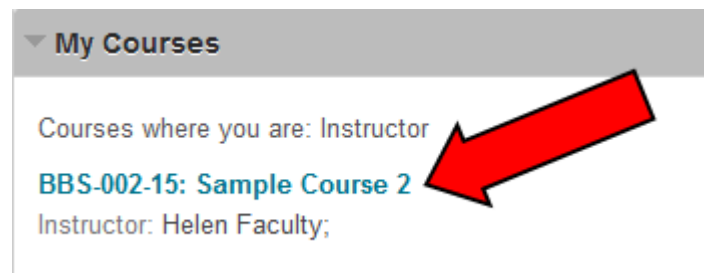 My Courses
Courses where you are: Instructor
BBS-002-15: Sample Course 2
Instructor: Helen Faculty;